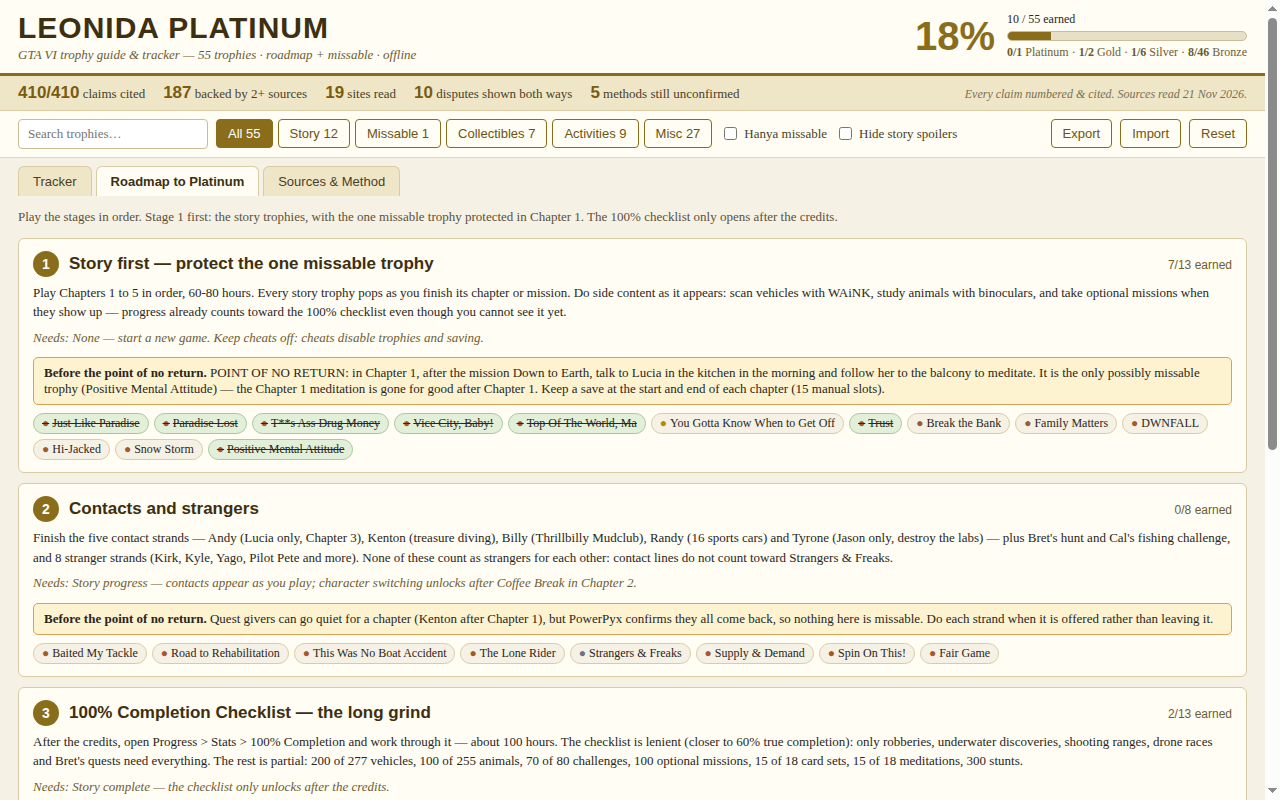 LEONIDA PLATINUM
GTA VI trophy guide & tracker — 55 trophies · roadmap + missable · offline
18%
10 / 55 earned
0/1 Platinum · 1/2 Gold · 1/6 Silver · 8/46 Bronze
410/410 claims cited 187 backed by 2+ sources 19 sites read 10 disputes shown both ways 5 methods still unconfirmed Every claim numbered & cited. Sources read 21 Nov 2026.
Search trophies… All 55 Story 12 Missable 1 Collectibles 7 Activities 9 Misc 27 Hanya missable Hide story spoilers Export Import Reset
Tracker Roadmap to Platinum Sources & Method
Play the stages in order. Stage 1 first: the story trophies, with the one missable trophy protected in Chapter 1. The 100% checklist only opens after the credits.
1 Story first — protect the one missable trophy 7/13 earned
Play Chapters 1 to 5 in order, 60-80 hours. Every story trophy pops as you finish its chapter or mission. Do side content as it appears: scan vehicles with WAiNK, study animals with binoculars, and take optional missions when
they show up — progress already counts toward the 100% checklist even though you cannot see it yet.
Needs: None — start a new game. Keep cheats off: cheats disable trophies and saving.
Before the point of no return. POINT OF NO RETURN: in Chapter 1, after the mission Down to Earth, talk to Lucia in the kitchen in the morning and follow her to the balcony to meditate. It is the only possibly missable
trophy (Positive Mental Attitude) — the Chapter 1 meditation is gone for good after Chapter 1. Keep a save at the start and end of each chapter (15 manual slots).
Just Like Paradise Paradise Lost T**s Ass Drug Money Vice City, Baby! Top Of The World, Ma You Gotta Know When to Get Off Trust Break the Bank Family Matters DWNFALL
Hi-Jacked Snow Storm Positive Mental Attitude
2 Contacts and strangers 0/8 earned
Finish the five contact strands — Andy (Lucia only, Chapter 3), Kenton (treasure diving), Billy (Thrillbilly Mudclub), Randy (16 sports cars) and Tyrone (Jason only, destroy the labs) — plus Bret's hunt and Cal's fishing challenge,
and 8 stranger strands (Kirk, Kyle, Yago, Pilot Pete and more). None of these count as strangers for each other: contact lines do not count toward Strangers & Freaks.
Needs: Story progress — contacts appear as you play; character switching unlocks after Coffee Break in Chapter 2.
Before the point of no return. Quest givers can go quiet for a chapter (Kenton after Chapter 1), but PowerPyx confirms they all come back, so nothing here is missable. Do each strand when it is offered rather than leaving it.
Baited My Tackle Road to Rehabilitation This Was No Boat Accident The Lone Rider Strangers & Freaks Supply & Demand Spin On This! Fair Game
3 100% Completion Checklist — the long grind 2/13 earned
After the credits, open Progress > Stats > 100% Completion and work through it — about 100 hours. The checklist is lenient (closer to 60% true completion): only robberies, underwater discoveries, shooting ranges, drone races
and Bret's quests need everything. The rest is partial: 200 of 277 vehicles, 100 of 255 animals, 70 of 80 challenges, 100 optional missions, 15 of 18 card sets, 15 of 18 meditations, 300 stunts.
Needs: Story complete — the checklist only unlocks after the credits.